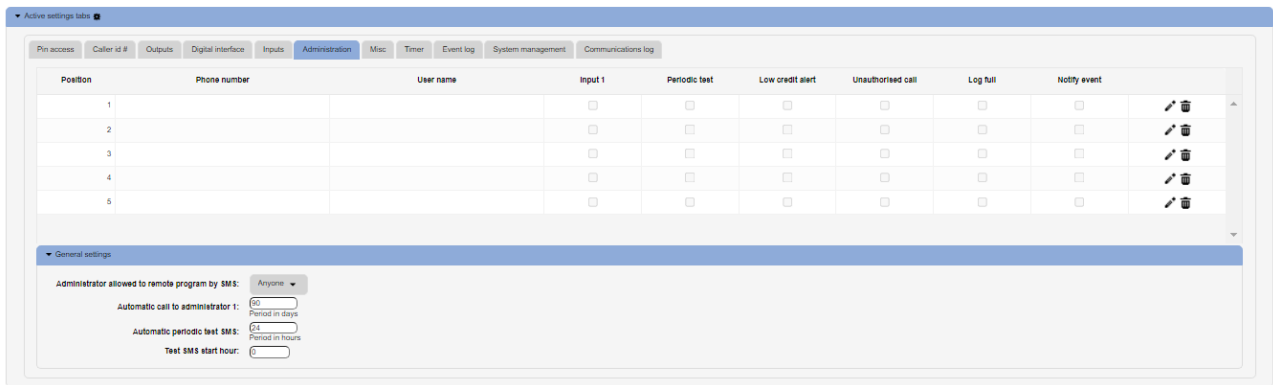 Active settings tabs
Pin access Caller id # Outputs Digital interface Inputs Administration Misc Timer Event log System management Communications log
Position Phone number User name Input 1 Periodic test Low credit alert Unauthorised call Log full Notify event
1
2
3
4
5
General settings
Administrator allowed to remote program by SMS: Anyone
Automatic call to administrator 1: 90
Period in days
Automatic periodic test SMS: 24
Period in hours
Test SMS start hour: 0